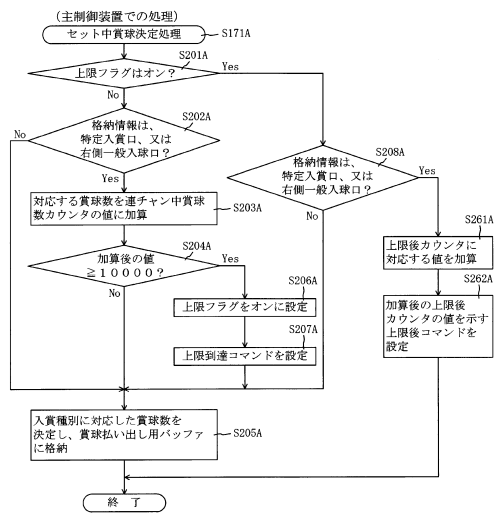 （主制御装置での処理）
セット中賞球決定処理
S171A
S201A
上限フラグはオン？
Yes
No
S202A
格納情報は、
特定入賞口、又は
右側一般入球口？
No
Yes
S208A
格納情報は、
特定入賞口、又は
右側一般入球口？
Yes
No
対応する賞球数を連チャン中賞球
数カウンタの値に加算
S203A
S261A
上限後カウンタに
対応する値を加算
S204A
加算後の値
≧１００００？
Yes
No
S262A
加算後の上限後
カウンタの値を示す
上限後コマンドを
設定
S206A
上限フラグをオンに設定
S207A
上限到達コマンドを設定
入賞種別に対応した賞球数を
決定し、賞球払い出し用バッファ
に格納
S205A
終 了